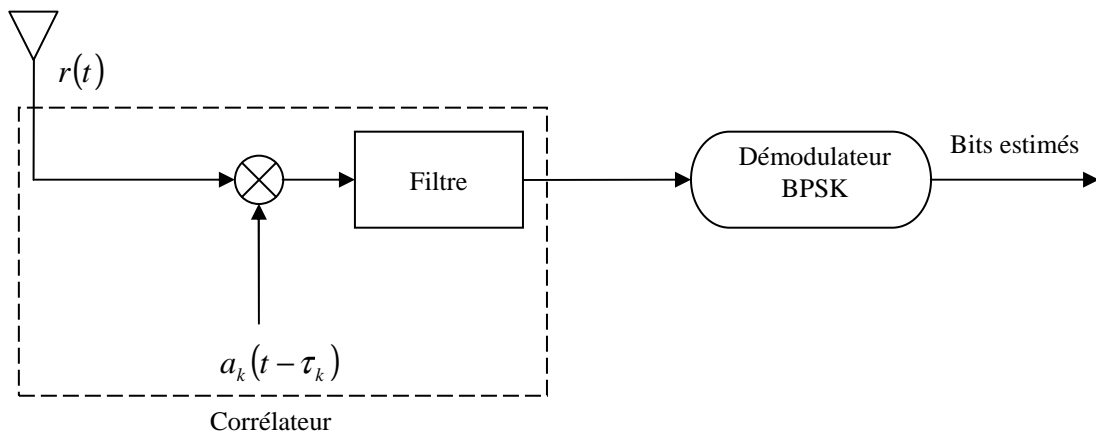 r(t)
Filtre
Démodulateur
BPSK
Bits estimés
a_k(t − τ_k)
Corrélateur